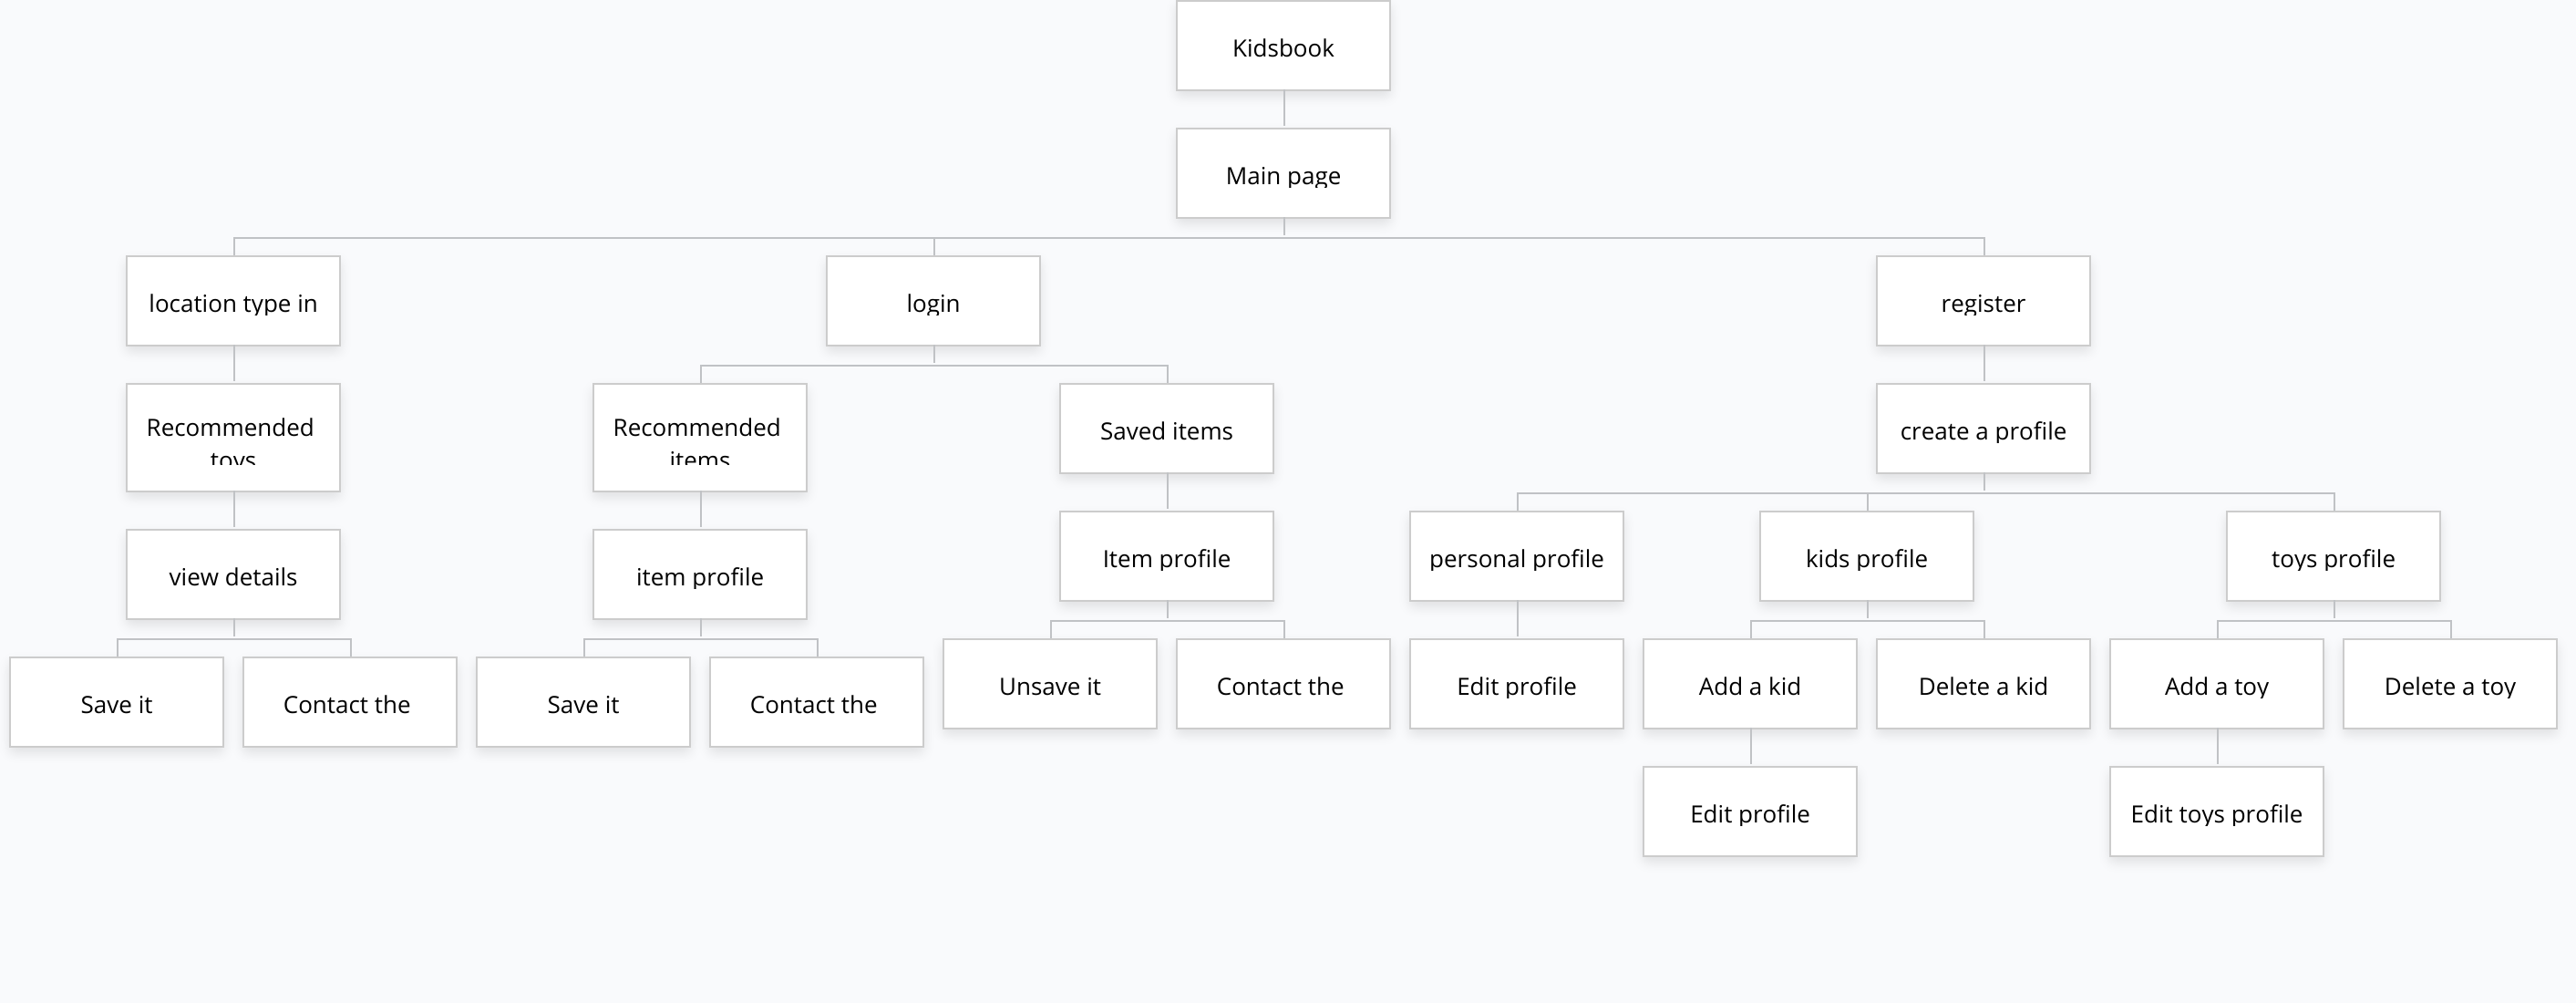 Kidsbook
Main page
location type in
login
register
Recommended
toys
Recommended
items
Saved items
create a profile
view details
item profile
Item profile
personal profile
kids profile
toys profile
Save it
Contact the
Save it
Contact the
Unsave it
Contact the
Edit profile
Add a kid
Delete a kid
Add a toy
Delete a toy
Edit profile
Edit toys profile